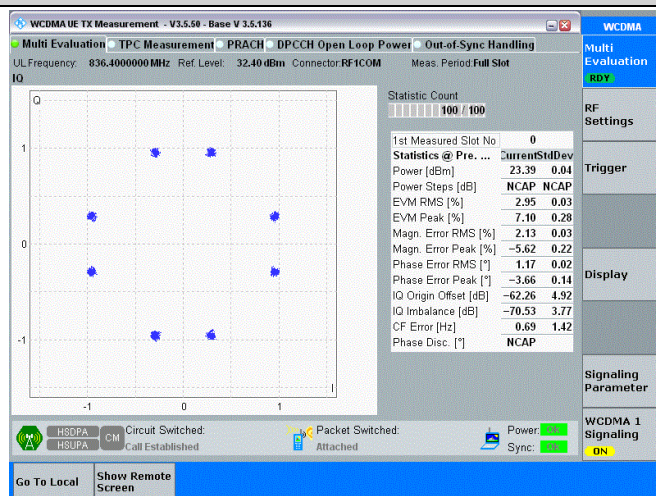 WCDMA UE TX Measurement - V3.5.50 - Base V 3.5.136
WCDMA
Multi Evaluation TPC Measurement PRACH DPCCH Open Loop Power Out-of-Sync Handling
UL Frequency: 836.4000000 MHz Ref. Level: 32.40 dBm Connector: RF1COM Meas. Period: Full Slot
IQ
Q
1
0
-1
I
-1 0 1
Statistic Count
100 / 100
1st Measured Slot No 0
Statistics @ Pre. ... Current StdDev
Power [dBm] 23.39 0.04
Power Steps [dB] NCAP NCAP
EVM RMS [%] 2.95 0.03
EVM Peak [%] 7.10 0.28
Magn. Error RMS [%] 2.13 0.03
Magn. Error Peak [%] -5.62 0.22
Phase Error RMS [°] 1.17 0.02
Phase Error Peak [°] -3.66 0.14
IQ Origin Offset [dB] -62.26 4.92
IQ Imbalance [dB] -70.53 3.77
CF Error [Hz] 0.69 1.42
Phase Disc. [°] NCAP
Multi
Evaluation
RDY
RF
Settings
Trigger
Display
Signaling
Parameter
WCDMA 1
Signaling
ON
HSDPA
HSUPA
CM
Circuit Switched:
Call Established
Packet Switched:
Attached
Power: OK
Sync: OK
Go To Local
Show Remote
Screen